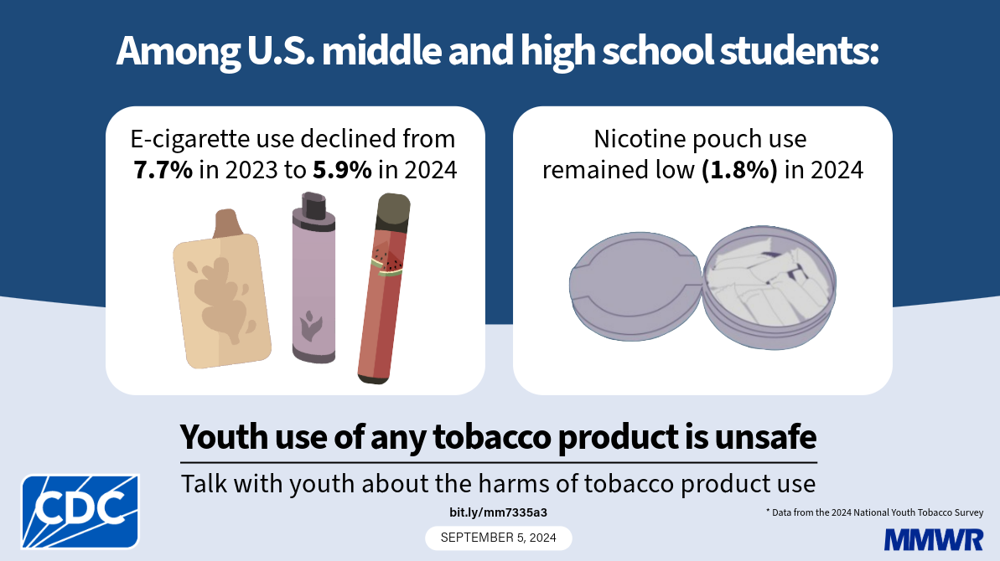 Among U.S. middle and high school students:
E-cigarette use declined from
7.7% in 2023 to 5.9% in 2024
Nicotine pouch use
remained low (1.8%) in 2024
Youth use of any tobacco product is unsafe
Talk with youth about the harms of tobacco product use
CDC
bit.ly/mm7335a3
SEPTEMBER 5, 2024
* Data from the 2024 National Youth Tobacco Survey
MMWR